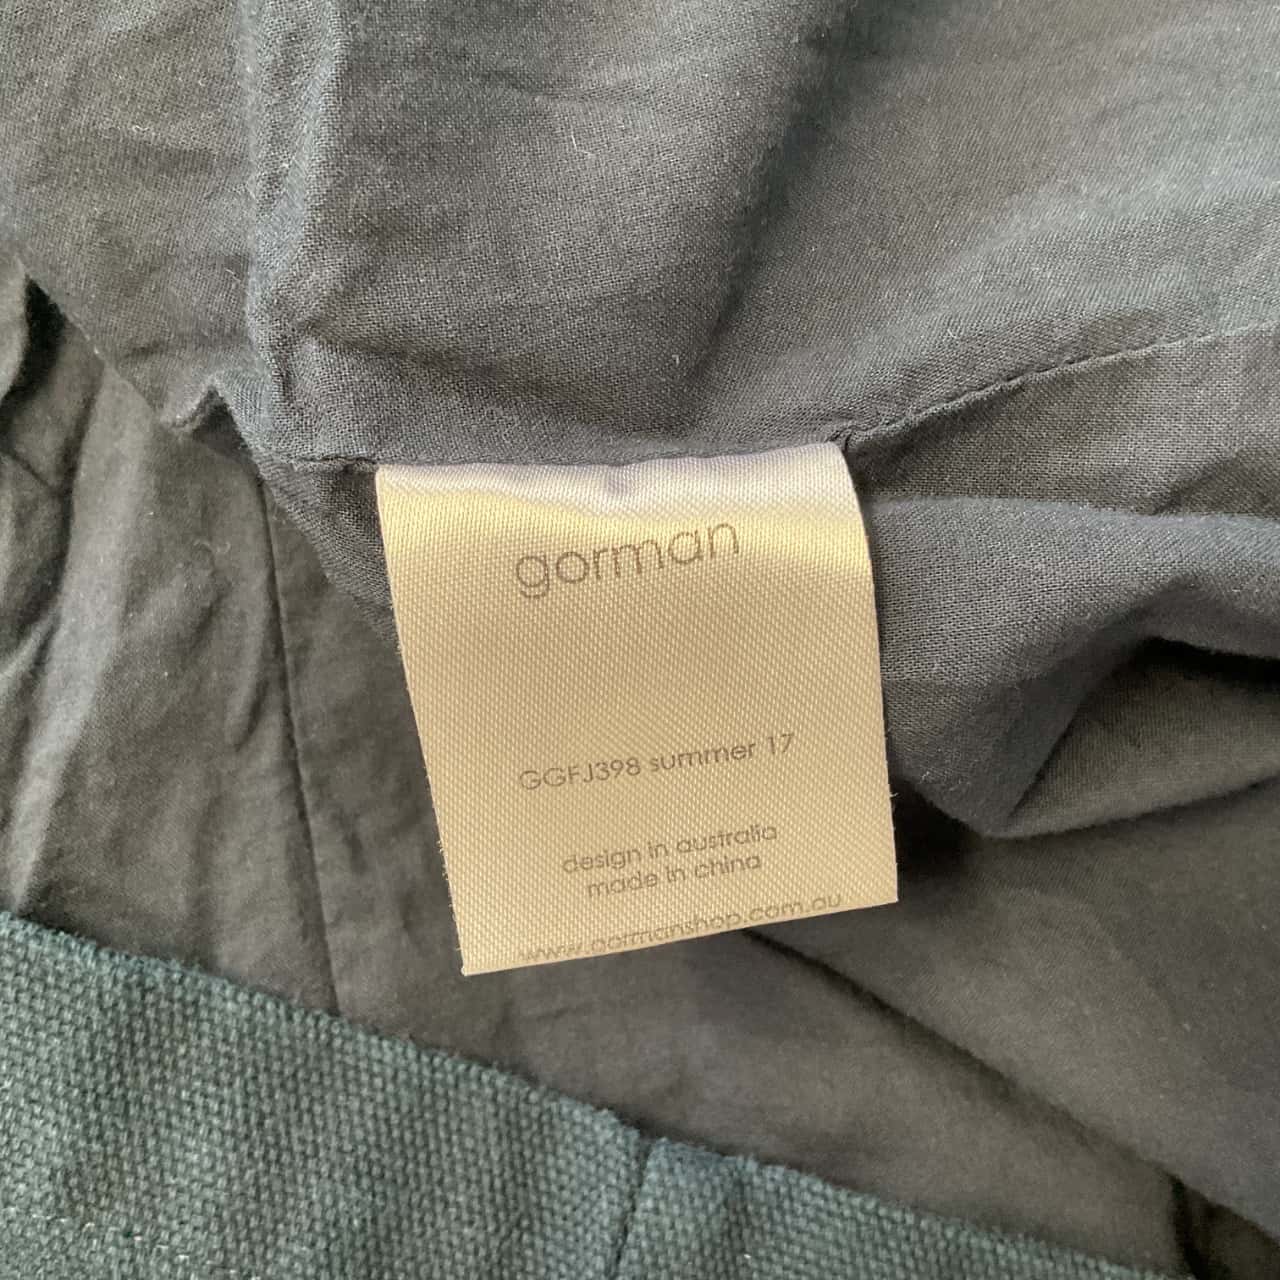 gorman
GGFJ398 summer 17
design in australia
made in china
www.gormanshop.com.au